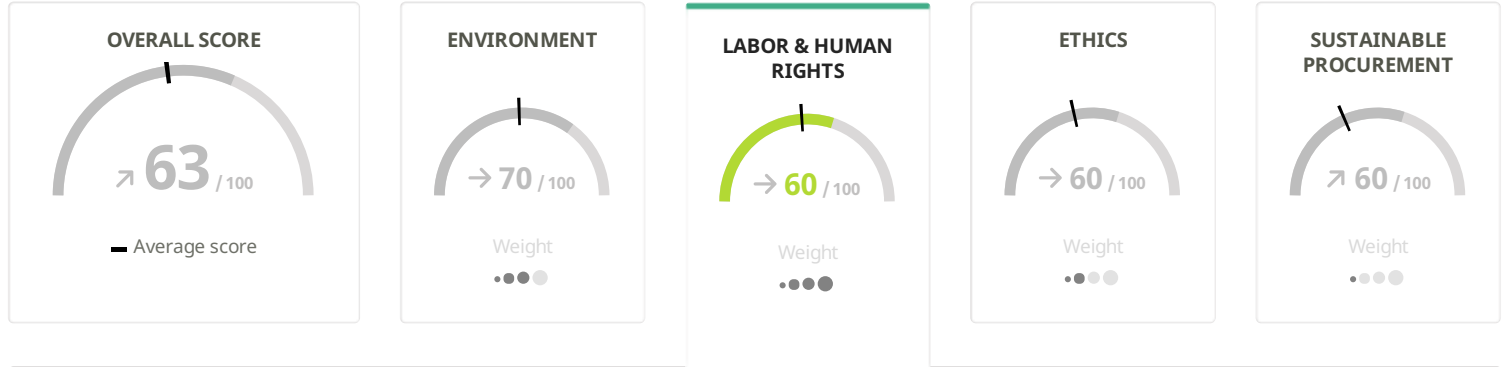 OVERALL SCORE
63 / 100
Average score
ENVIRONMENT
70 / 100
Weight
LABOR & HUMAN
RIGHTS
60 / 100
Weight
ETHICS
60 / 100
Weight
SUSTAINABLE
PROCUREMENT
60 / 100
Weight